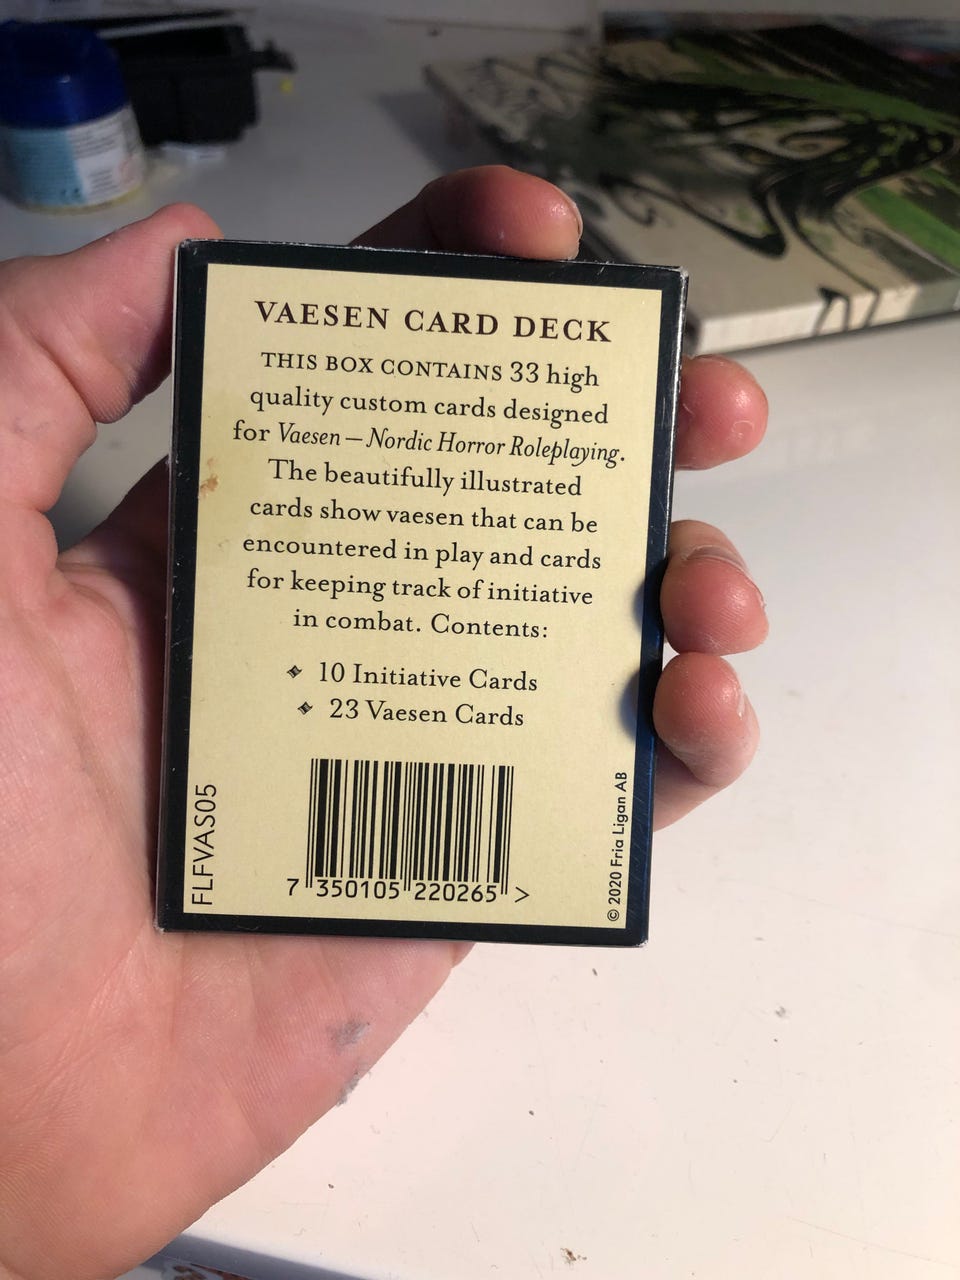 VAESEN CARD DECK
THIS BOX CONTAINS 33 high
quality custom cards designed
for Vaesen — Nordic Horror Roleplaying.
The beautifully illustrated
cards show vaesen that can be
encountered in play and cards
for keeping track of initiative
in combat. Contents:
10 Initiative Cards
23 Vaesen Cards
FLFVAS05
7 350105 220265 >
© 2020 Fria Ligan AB